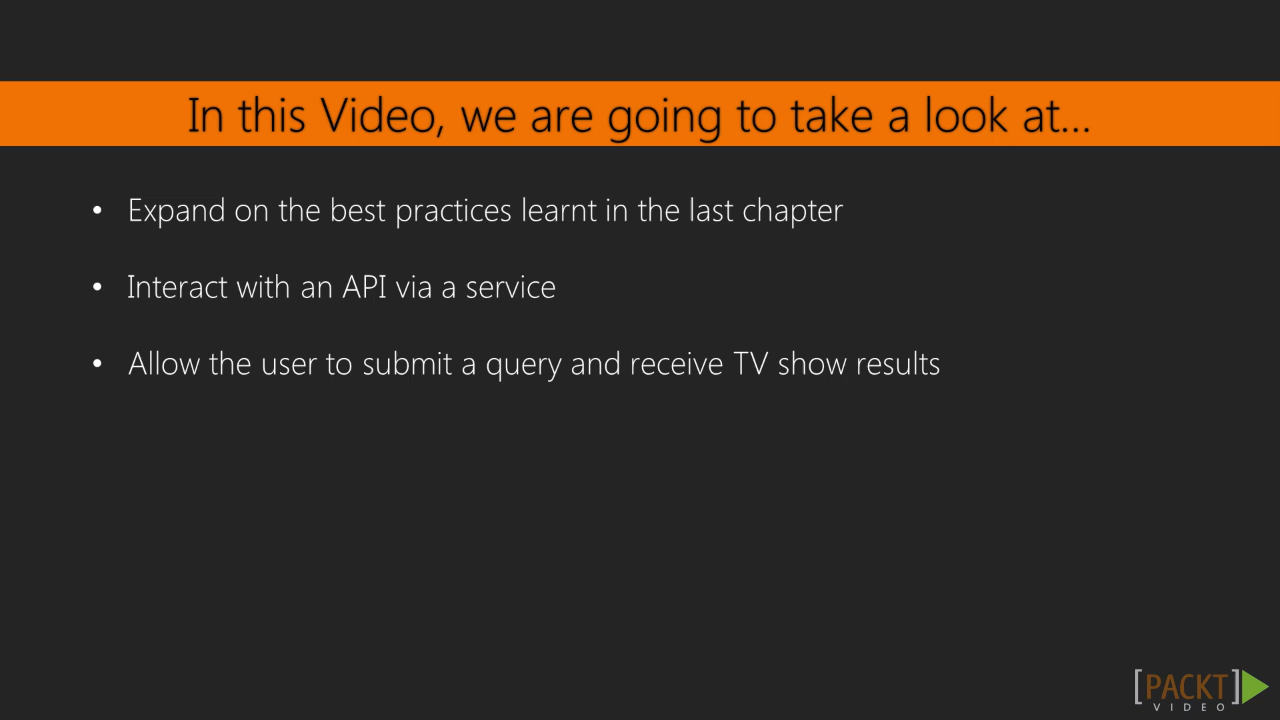 In this Video, we are going to take a look at...
• Expand on the best practices learnt in the last chapter
• Interact with an API via a service
• Allow the user to submit a query and receive TV show results
[PACKT]
VIDEO